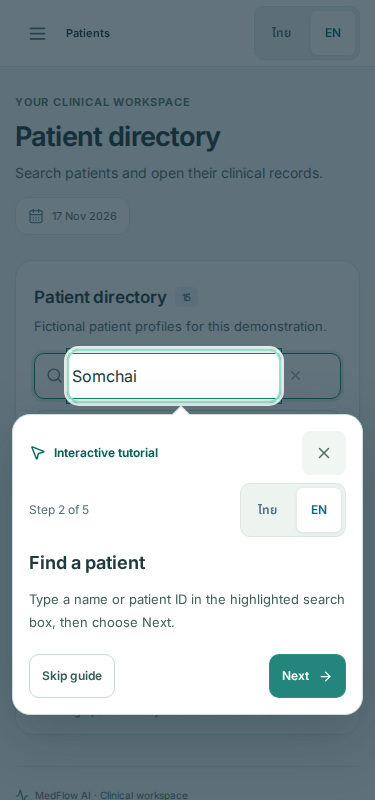 Patients
ไทย
EN
YOUR CLINICAL WORKSPACE
Patient directory
Search patients and open their clinical records.
17 Nov 2026
Patient directory 15
Fictional patient profiles for this demonstration.
Somchai
Interactive tutorial
Step 2 of 5
ไทย
EN
Find a patient
Type a name or patient ID in the highlighted search
box, then choose Next.
Skip guide
Next
MedFlow AI · Clinical workspace